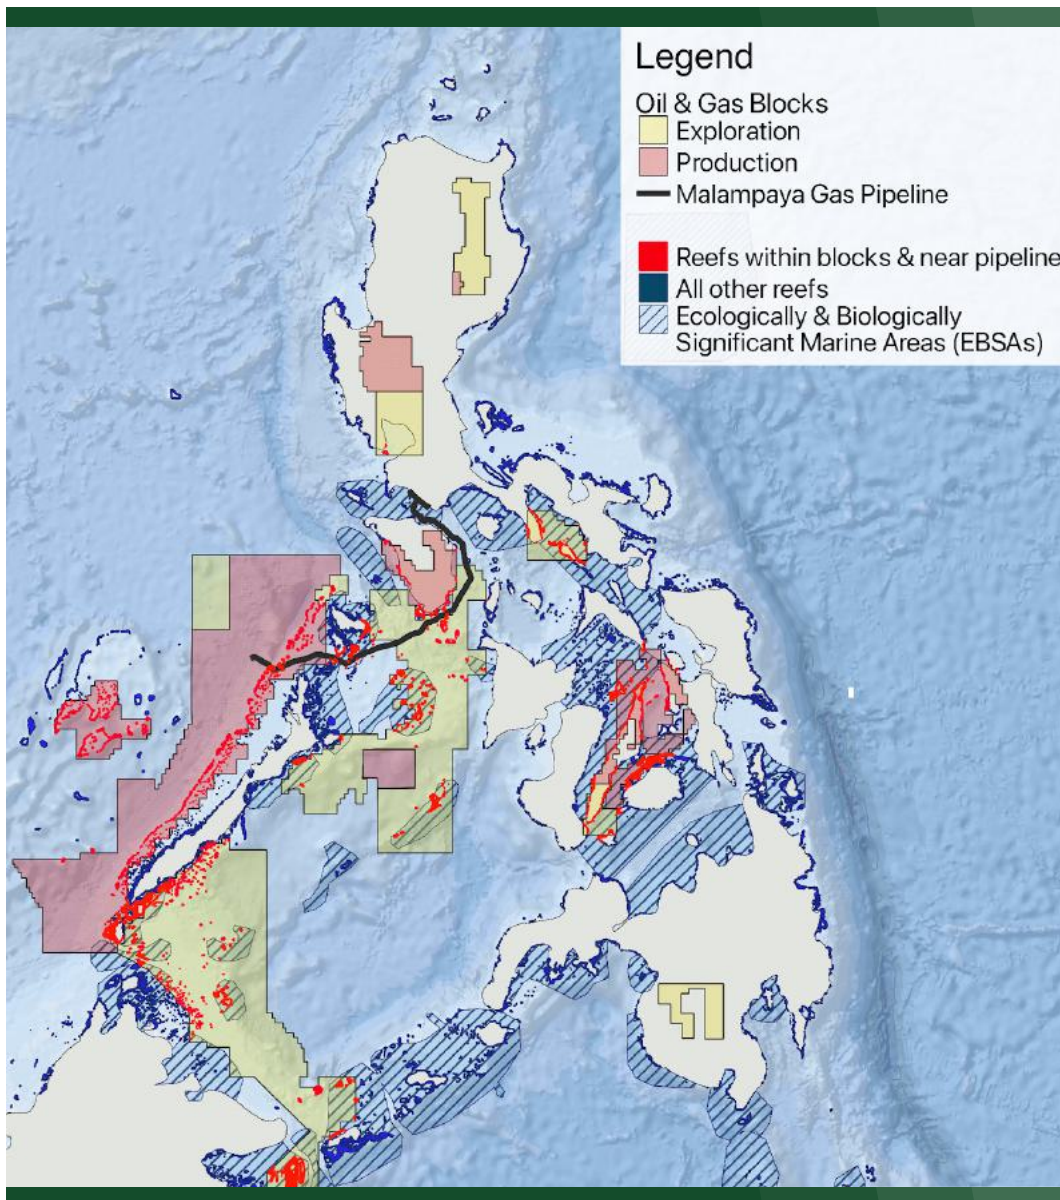 Legend
Oil & Gas Blocks
Exploration
Production
Malampaya Gas Pipeline
Reefs within blocks & near pipeline
All other reefs
Ecologically & Biologically
Significant Marine Areas (EBSAs)